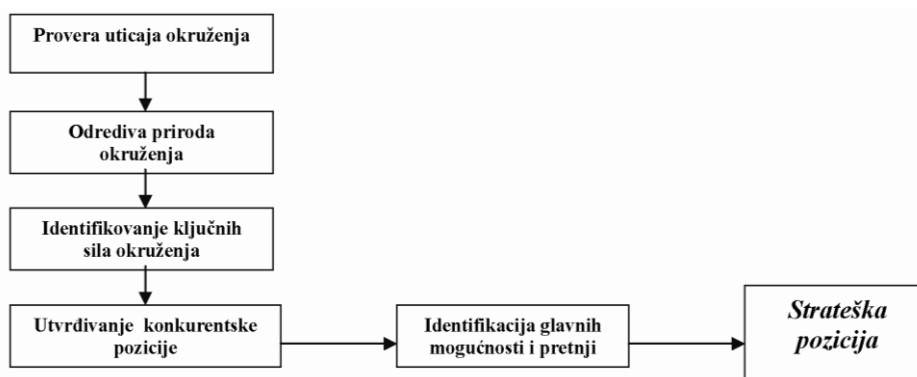 Provera uticaja okruženja
Odrediva priroda
okruženja
Identifikovanje ključnih
sila okruženja
Utvrđivanje konkurentske
pozicije
Identifikacija glavnih
mogućnosti i pretnji
Strateška
pozicija